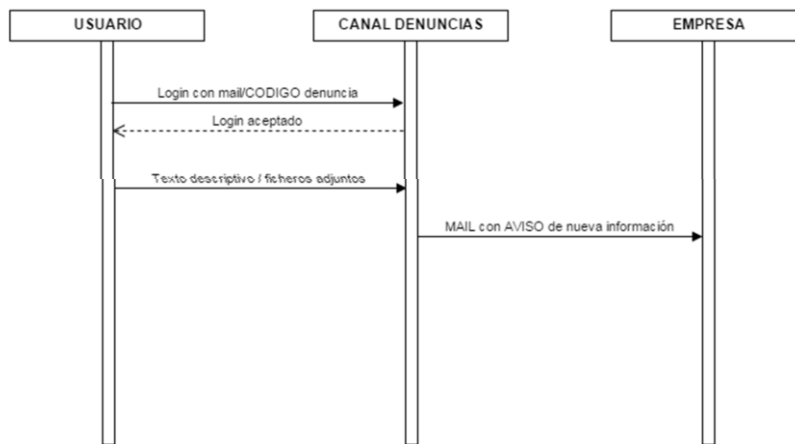 USUARIO
CANAL DENUNCIAS
EMPRESA
Login con mail/CODIGO denuncia
Login aceptado
Texto descriptivo / ficheros adjuntos
MAIL con AVISO de nueva información